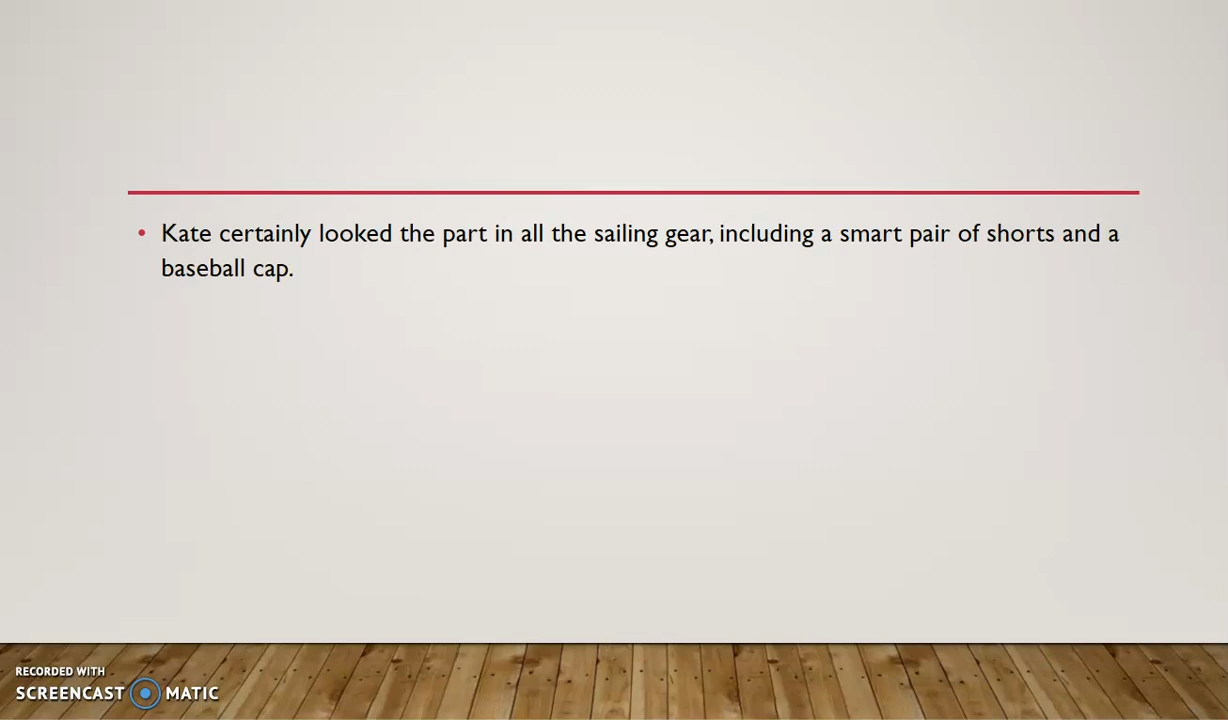 • Kate certainly looked the part in all the sailing gear, including a smart pair of shorts and a
baseball cap.
RECORDED WITH
SCREENCAST MATIC